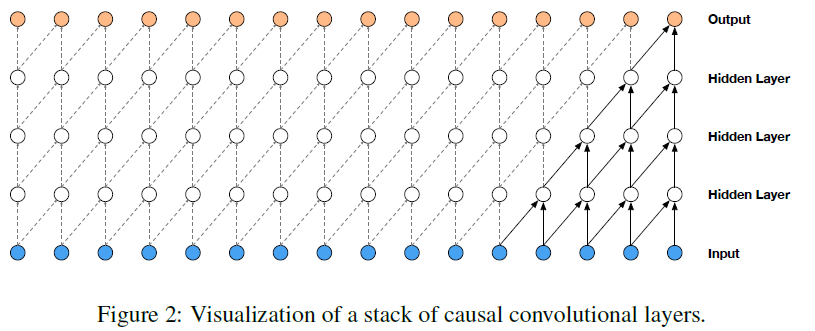 Output
Hidden Layer
Hidden Layer
Hidden Layer
Input
Figure 2: Visualization of a stack of causal convolutional layers.